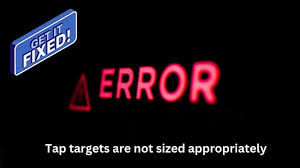 GET IT
FIXED!
ERROR
Tap targets are not sized appropriately